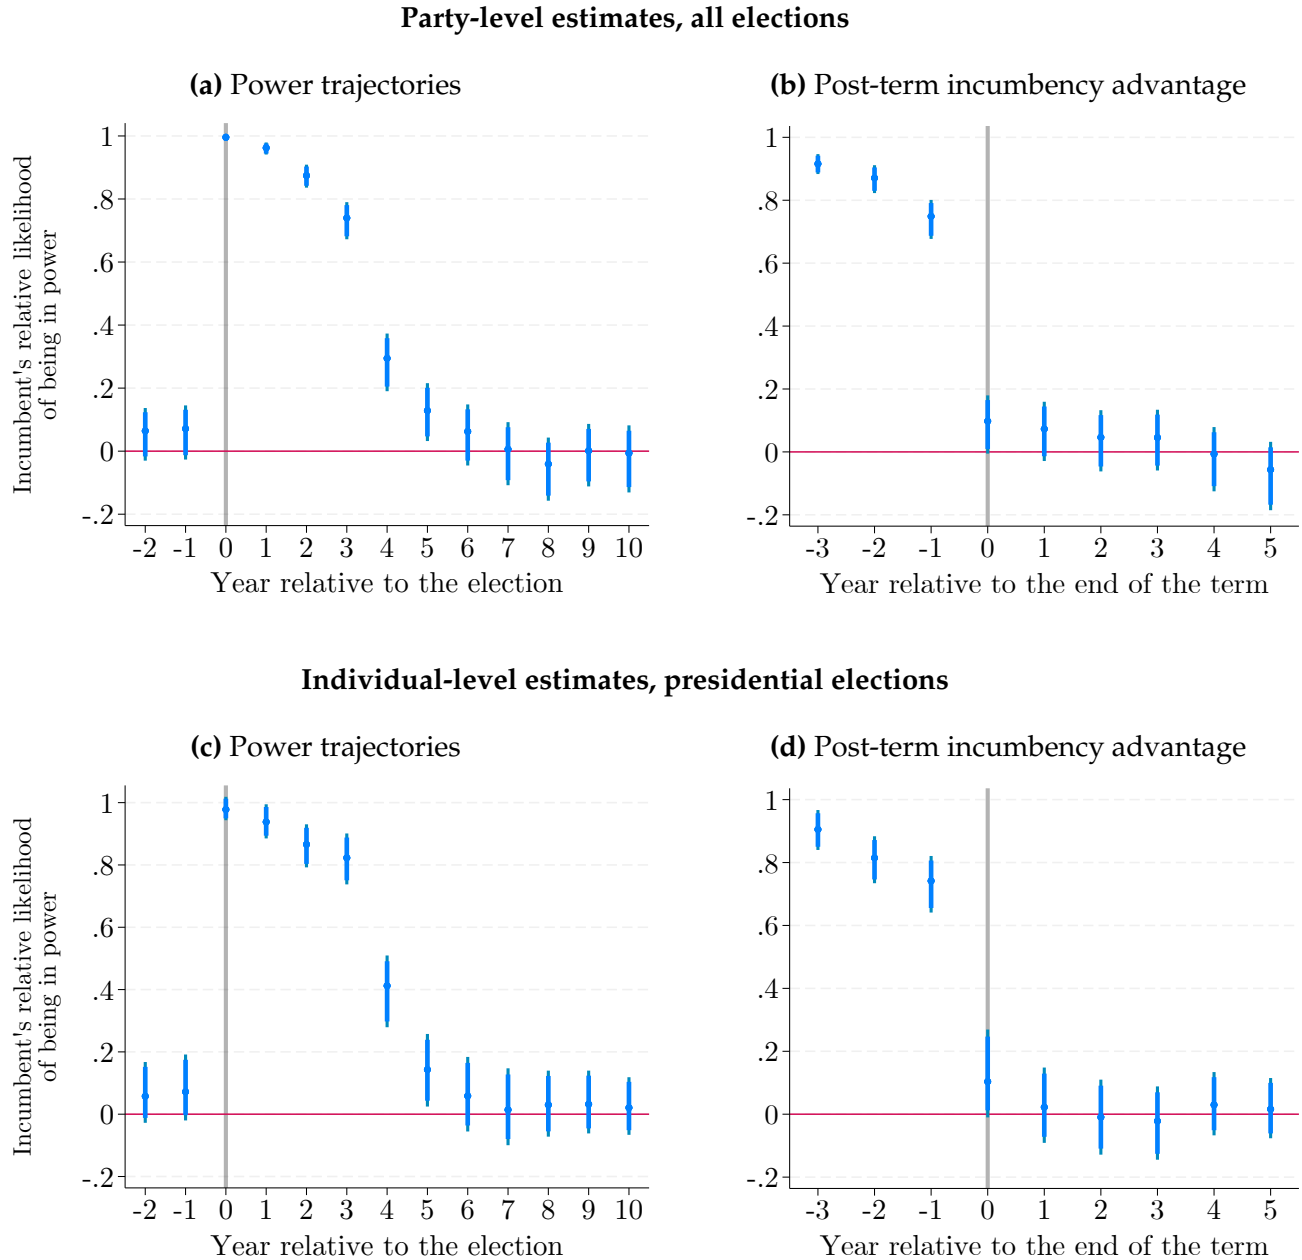 Party-level estimates, all elections
(a) Power trajectories
(b) Post-term incumbency advantage
Incumbent's relative likelihood
of being in power
1
.8
.6
.4
.2
0
-.2
-2 -1 0 1 2 3 4 5 6 7 8 9 10
Year relative to the election
1
.8
.6
.4
.2
0
-.2
-3 -2 -1 0 1 2 3 4 5
Year relative to the end of the term
Individual-level estimates, presidential elections
(c) Power trajectories
(d) Post-term incumbency advantage
Incumbent's relative likelihood
of being in power
1
.8
.6
.4
.2
0
-.2
-2 -1 0 1 2 3 4 5 6 7 8 9 10
Year relative to the election
1
.8
.6
.4
.2
0
-.2
-3 -2 -1 0 1 2 3 4 5
Year relative to the end of the term